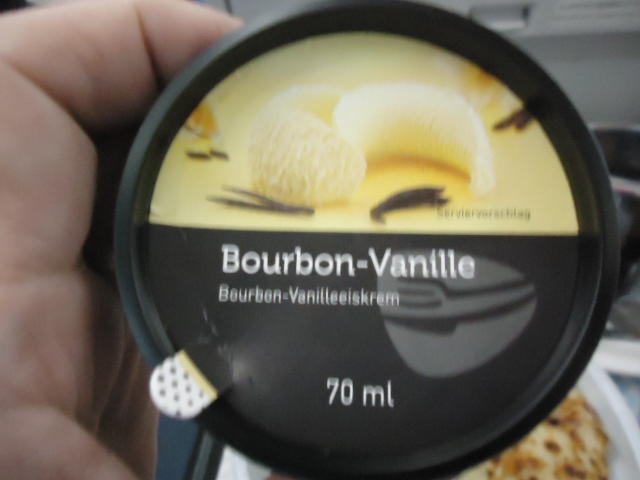 Serviervorschlag
Bourbon-Vanille
Bourbon-Vanilleeiskrem
70 ml